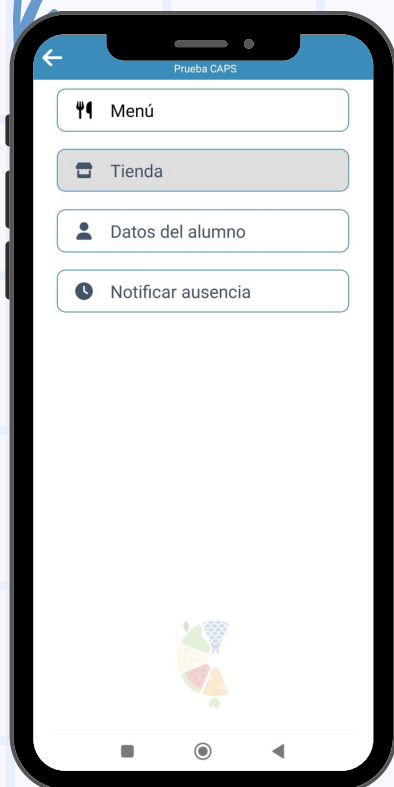 Prueba CAPS
Menú
Tienda
Datos del alumno
Notificar ausencia